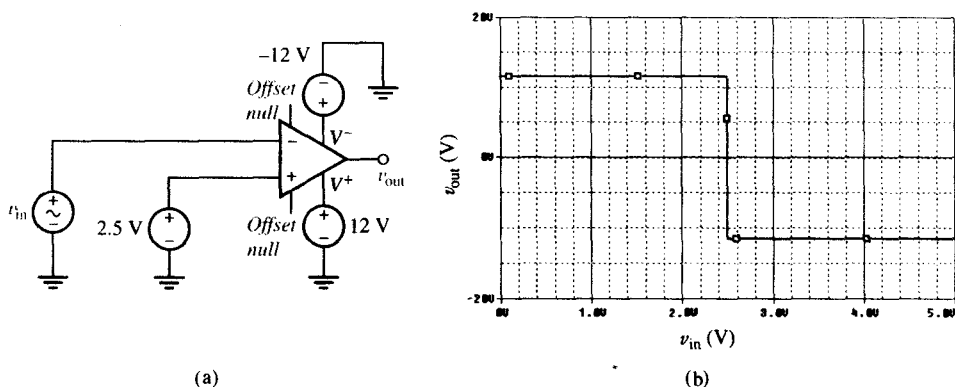 −12 V
−
+
Offset
null
V⁻
−
+
v_out
V⁺
v_in
+
−
2.5 V
+
−
Offset
null
+
−
12 V
(a)
20V
0V
-20V
v_out (V)
0V
1.0V
2.0V
3.0V
4.0V
5.0V
v_in (V)
(b)